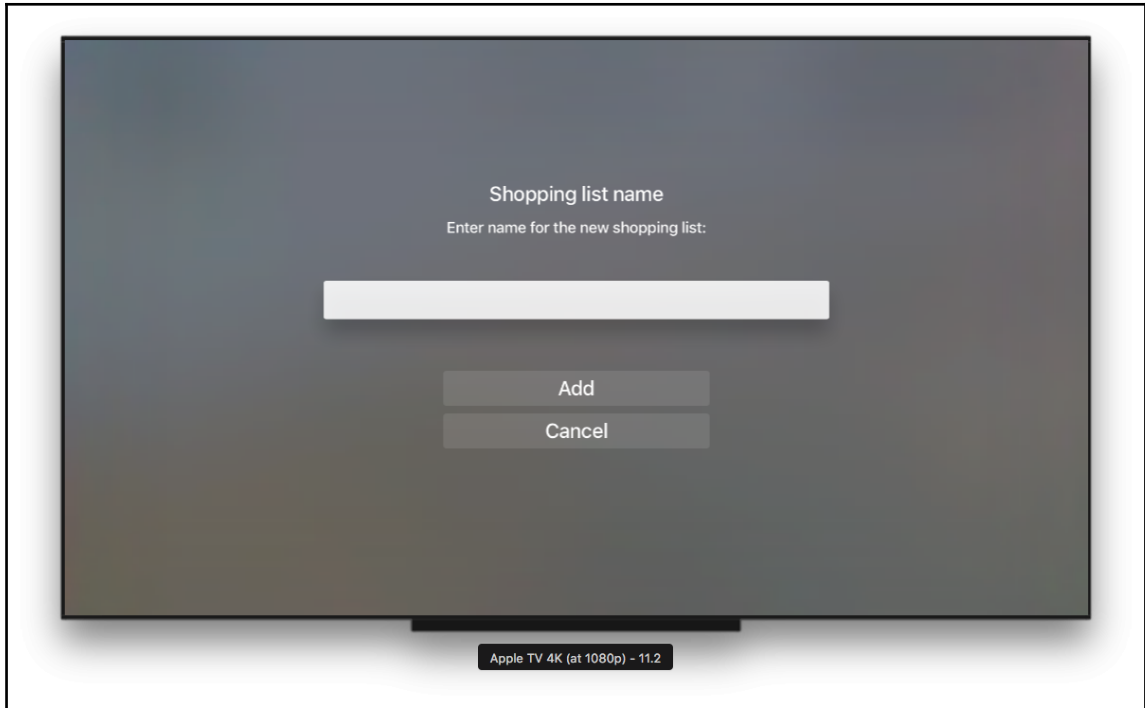 Shopping list name
Enter name for the new shopping list:
Add
Cancel
Apple TV 4K (at 1080p) - 11.2